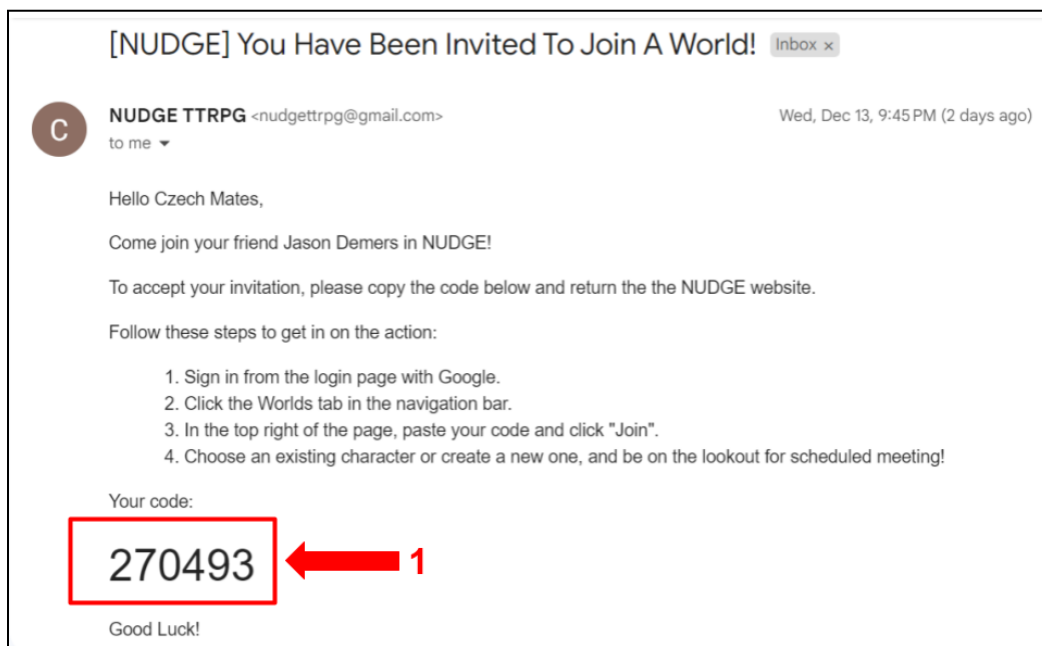 [NUDGE] You Have Been Invited To Join A World! Inbox ×
C
NUDGE TTRPG <nudgettrpg@gmail.com> Wed, Dec 13, 9:45 PM (2 days ago)
to me
Hello Czech Mates,
Come join your friend Jason Demers in NUDGE!
To accept your invitation, please copy the code below and return the the NUDGE website.
Follow these steps to get in on the action:
1. Sign in from the login page with Google.
2. Click the Worlds tab in the navigation bar.
3. In the top right of the page, paste your code and click "Join".
4. Choose an existing character or create a new one, and be on the lookout for scheduled meeting!
Your code:
270493 1
Good Luck!